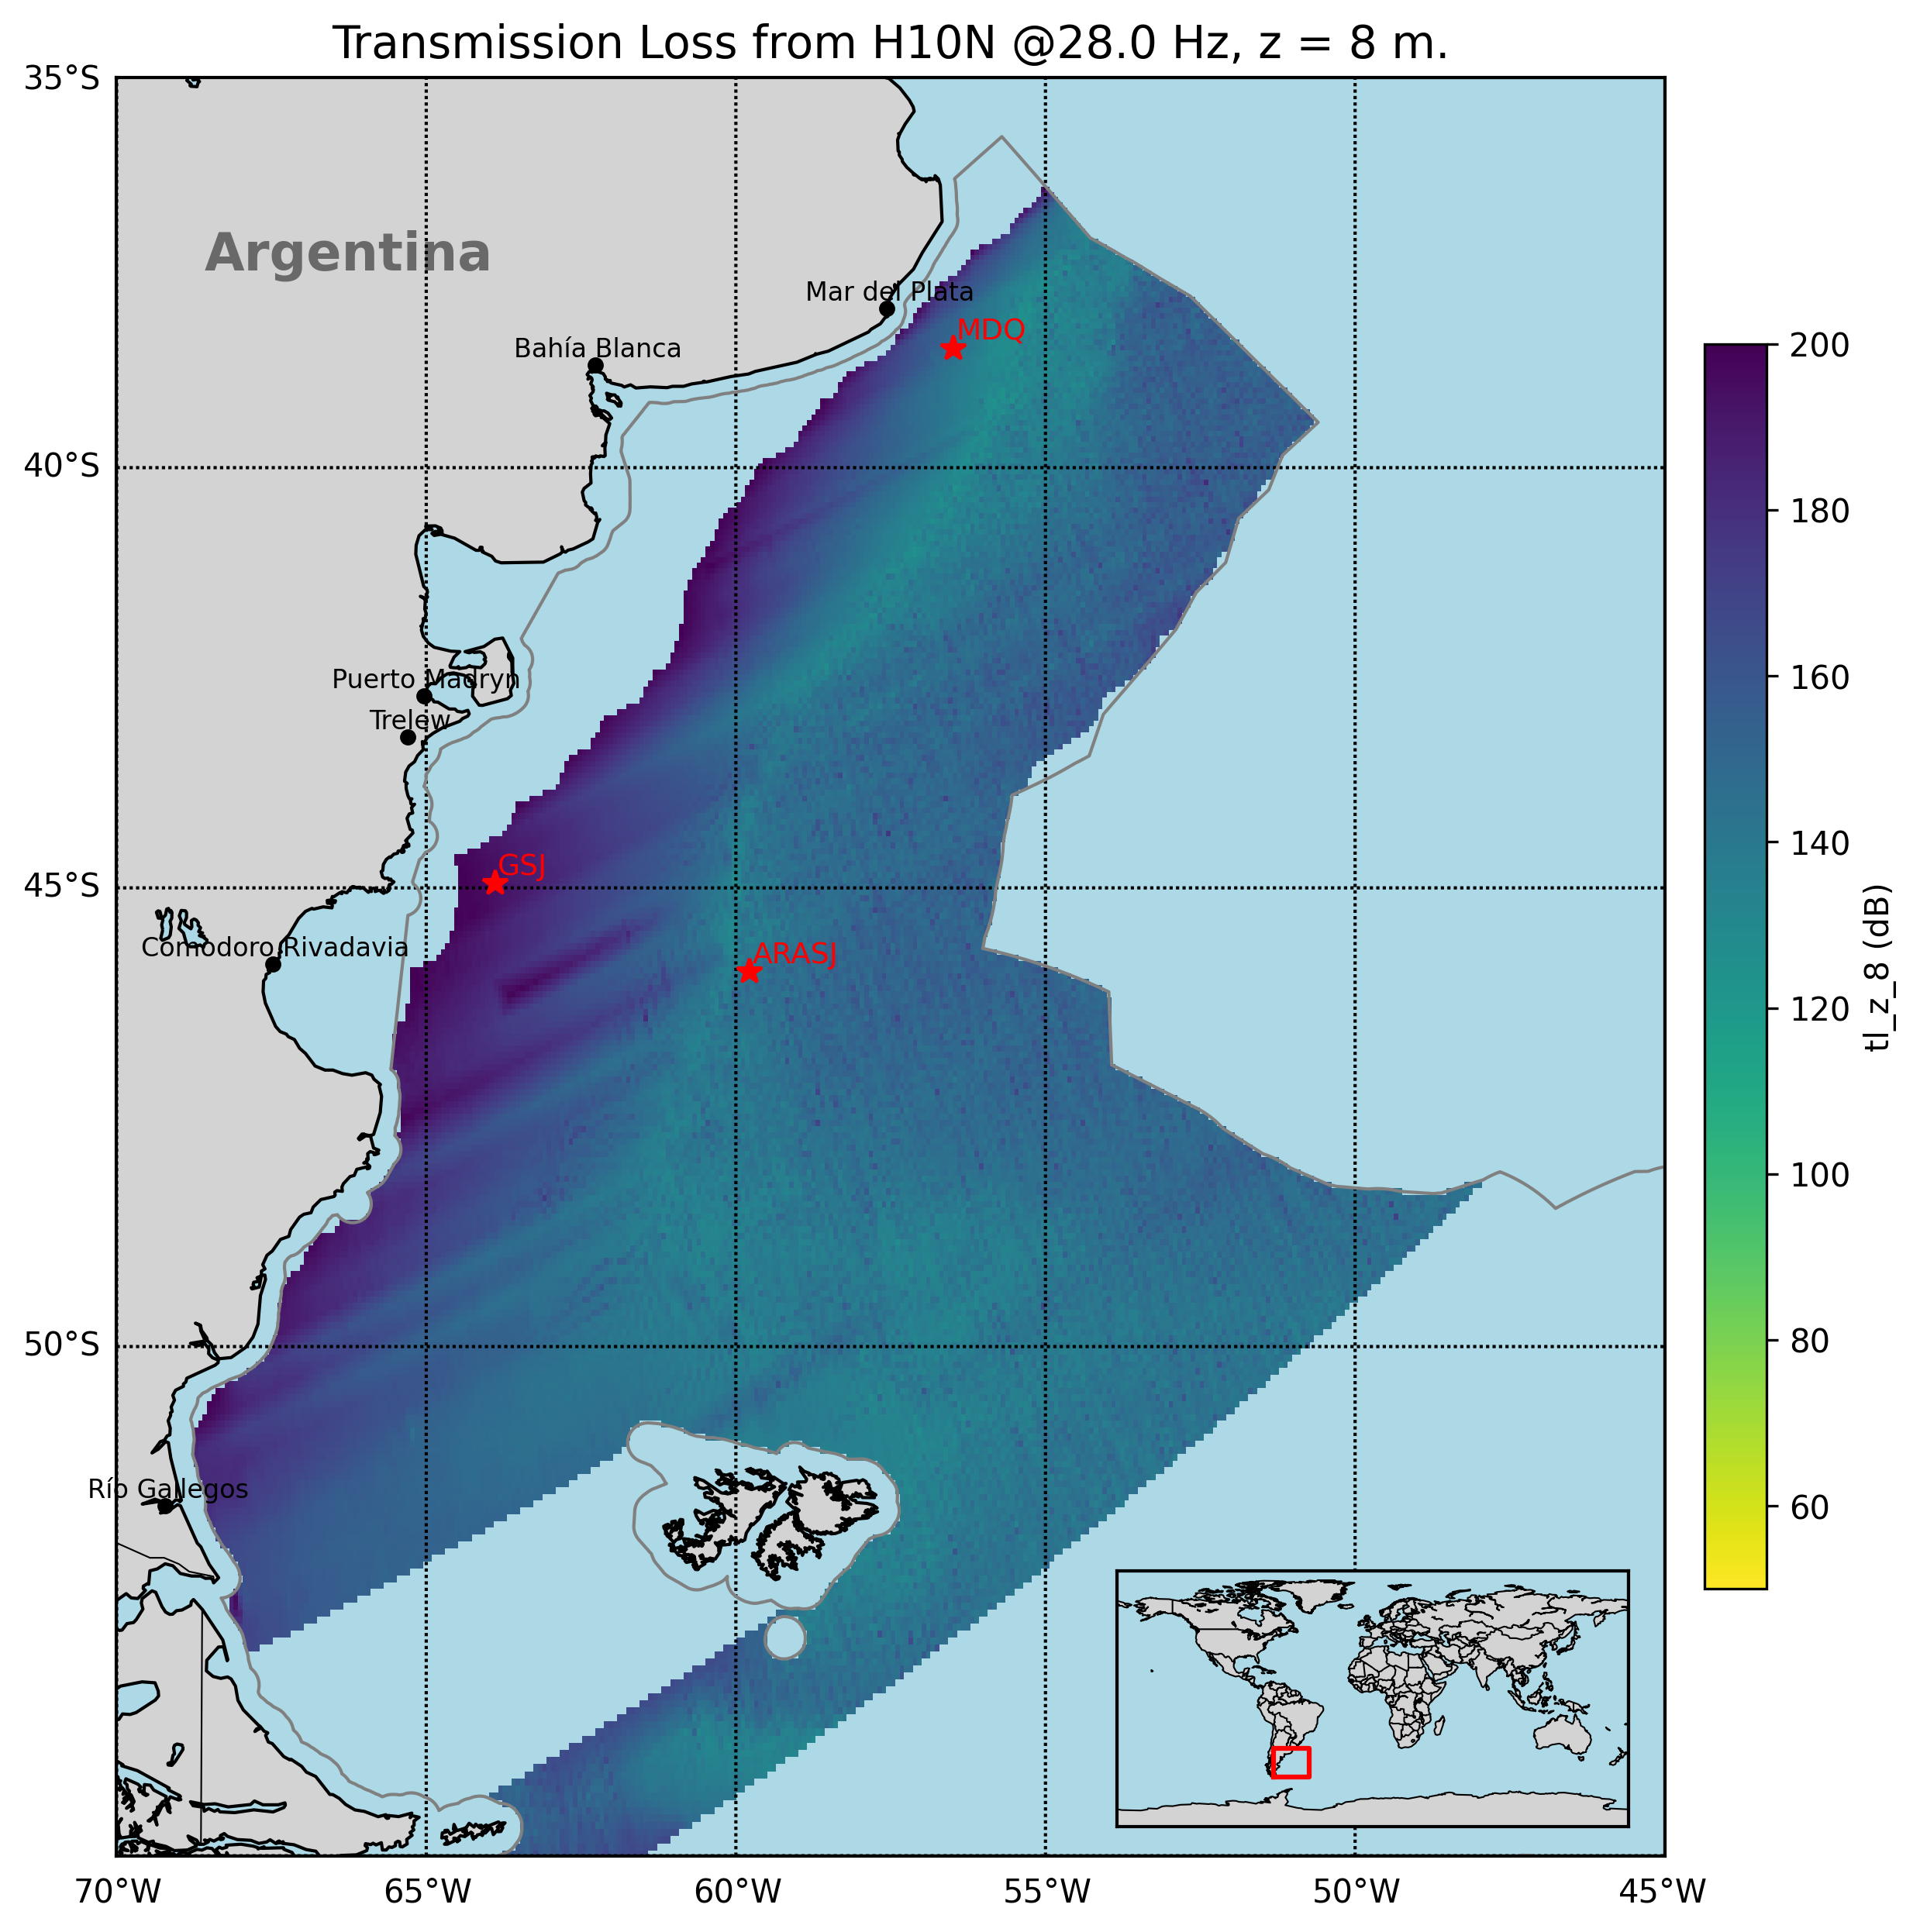 Transmission Loss from H10N @28.0 Hz, z = 8 m.
35°S
Argentina
Mar del Plata
MDQ
Bahía Blanca
200
40°S
180
Puerto Madryn
160
Trelew
140
GSJ
45°S
Comodoro Rivadavia
ARASJ
tl_z_8 (dB)
120
100
50°S
80
Río Gallegos
60
70°W
65°W
60°W
55°W
50°W
45°W